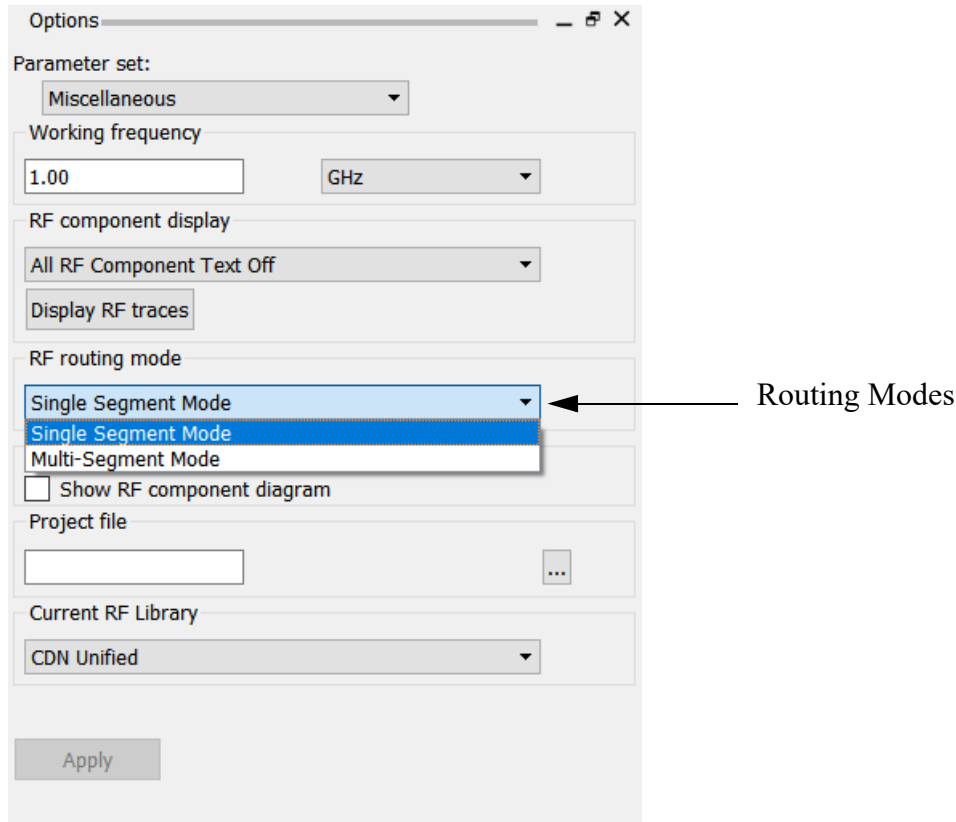 Options
Parameter set:
Miscellaneous
Working frequency
1.00 GHz
RF component display
All RF Component Text Off
Display RF traces
RF routing mode
Single Segment Mode
Routing Modes
Single Segment Mode
Multi-Segment Mode
Show RF component diagram
Project file
...
Current RF Library
CDN Unified
Apply